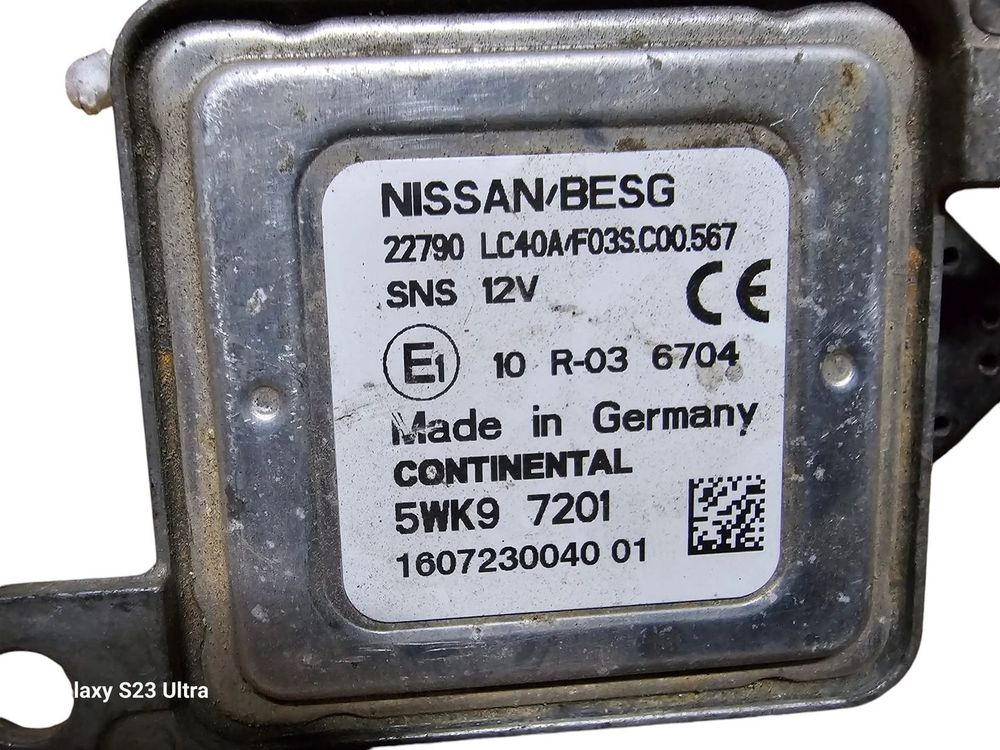 NISSAN/BESG
22790 LC40A/F03S.C00.567
SNS 12V
CE
E1 10 R-03 6704
Made in Germany
CONTINENTAL
5WK9 7201
1607230040 01
laxy S23 Ultra